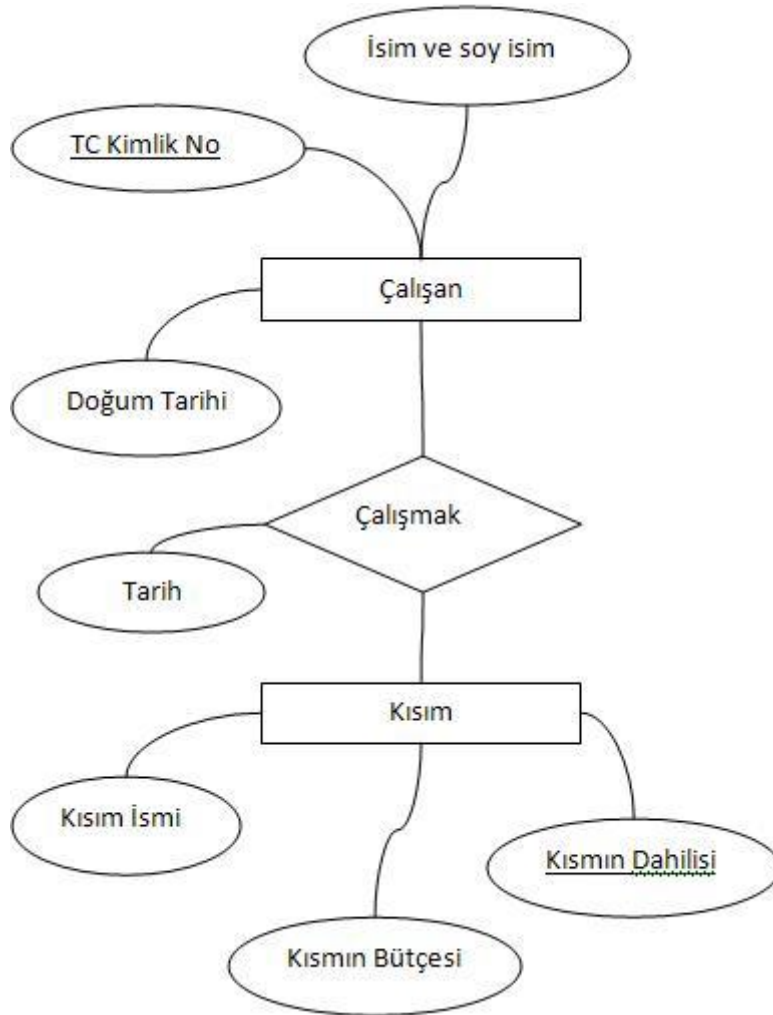 İsim ve soy isim
TC Kimlik No
Çalışan
Doğum Tarihi
Çalışmak
Tarih
Kısım
Kısım İsmi
Kısmın Dahilisi
Kısmın Bütçesi